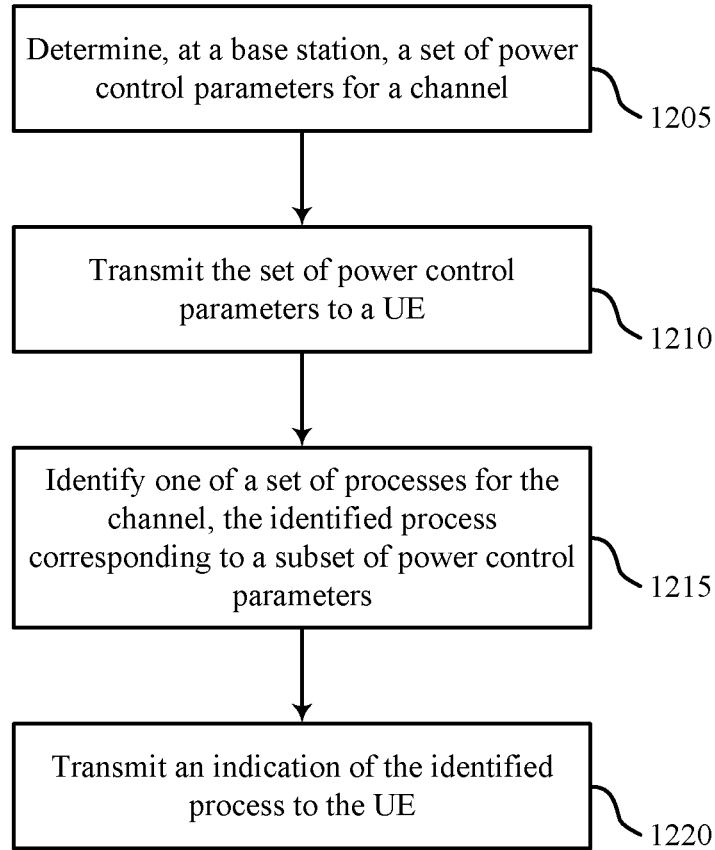 Determine, at a base station, a set of power
control parameters for a channel
1205
Transmit the set of power control
parameters to a UE
1210
Identify one of a set of processes for the
channel, the identified process
corresponding to a subset of power control
parameters
1215
Transmit an indication of the identified
process to the UE
1220